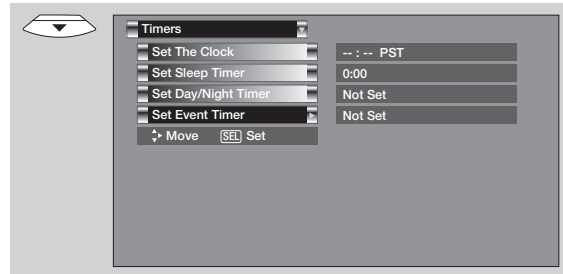 Timers
Set The Clock -- : -- PST
Set Sleep Timer 0:00
Set Day/Night Timer Not Set
Set Event Timer Not Set
Move SEL Set